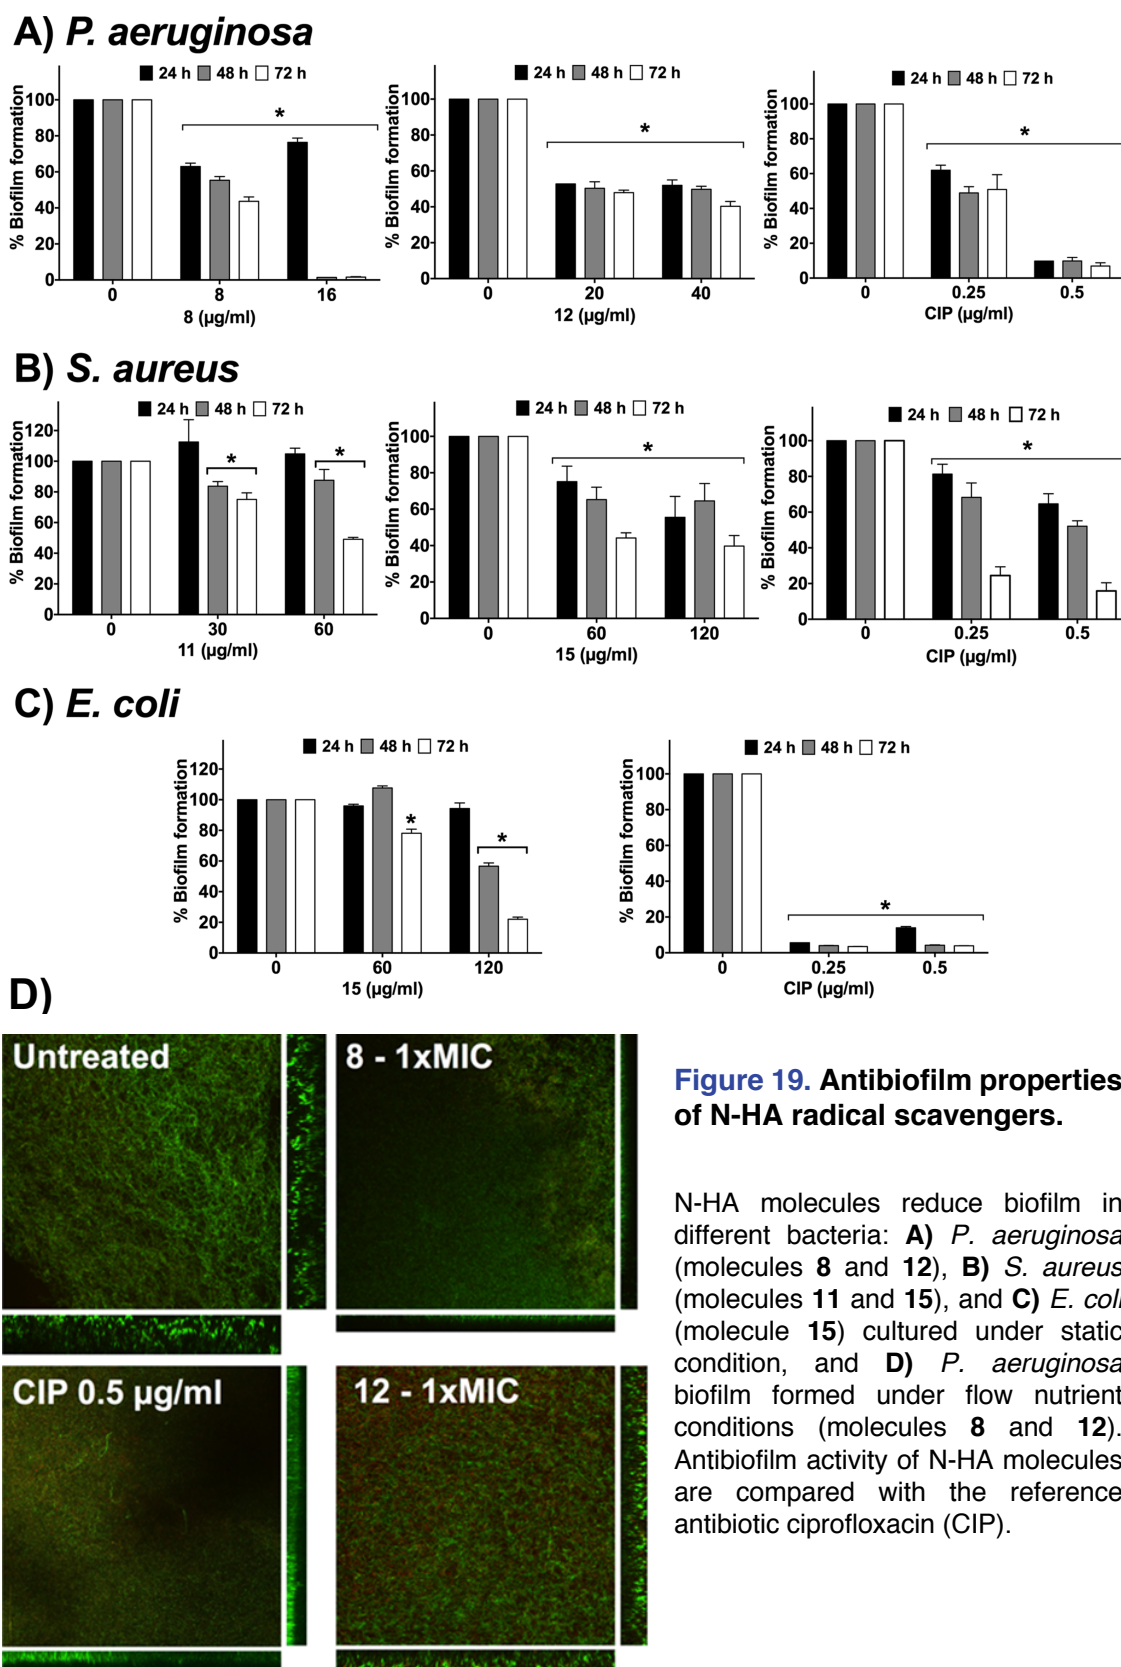 A) P. aeruginosa
24 h 48 h 72 h
% Biofilm formation
100
80
60
40
20
0
*
0 8 16
8 (µg/ml)
24 h 48 h 72 h
% Biofilm formation
100
80
60
40
20
0
*
0 20 40
12 (µg/ml)
24 h 48 h 72 h
% Biofilm formation
100
80
60
40
20
0
*
0 0.25 0.5
CIP (µg/ml)
B) S. aureus
24 h 48 h 72 h
% Biofilm formation
120
100
80
60
40
20
0
* *
0 30 60
11 (µg/ml)
24 h 48 h 72 h
% Biofilm formation
100
80
60
40
20
0
*
0 60 120
15 (µg/ml)
24 h 48 h 72 h
% Biofilm formation
100
80
60
40
20
0
*
0 0.25 0.5
CIP (µg/ml)
C) E. coli
24 h 48 h 72 h
% Biofilm formation
120
100
80
60
40
20
0
* *
0 60 120
15 (µg/ml)
24 h 48 h 72 h
% Biofilm formation
100
80
60
40
20
0
*
0 0.25 0.5
CIP (µg/ml)
D)
Untreated
8 - 1xMIC
CIP 0.5 µg/ml
12 - 1xMIC
Figure 19. Antibiofilm properties
of N-HA radical scavengers.
N-HA molecules reduce biofilm in
different bacteria: A) P. aeruginosa
(molecules 8 and 12), B) S. aureus
(molecules 11 and 15), and C) E. coli
(molecule 15) cultured under static
condition, and D) P. aeruginosa
biofilm formed under flow nutrient
conditions (molecules 8 and 12).
Antibiofilm activity of N-HA molecules
are compared with the reference
antibiotic ciprofloxacin (CIP).